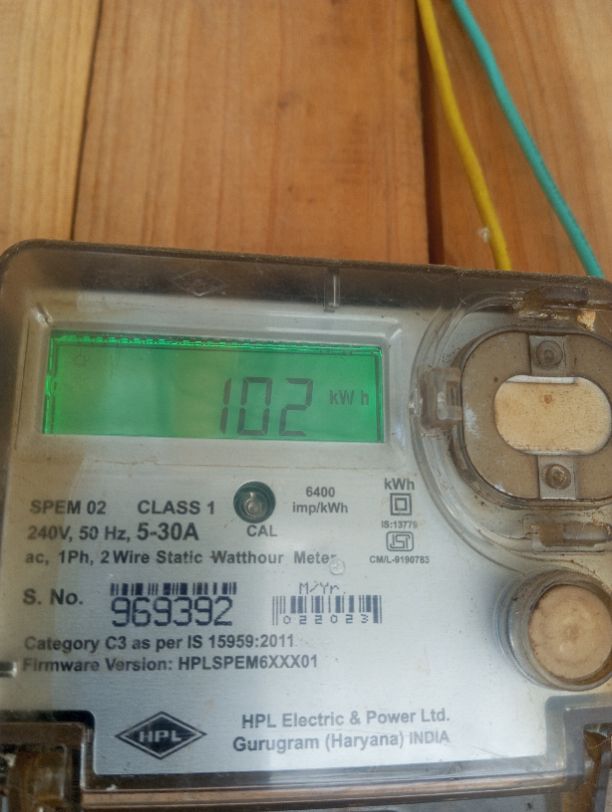 102 kWh
SPEM 02 CLASS 1 6400 imp/kWh kWh
240V, 50 Hz, 5-30A CAL IS:13779
ac, 1Ph, 2 Wire Static Watthour Meter CM/L-9190783
S. No. 969392 M/Yr. 022023
Category C3 as per IS 15959:2011
Firmware Version: HPLSPEM6XXX01
HPL
HPL Electric & Power Ltd.
Gurugram (Haryana) INDIA